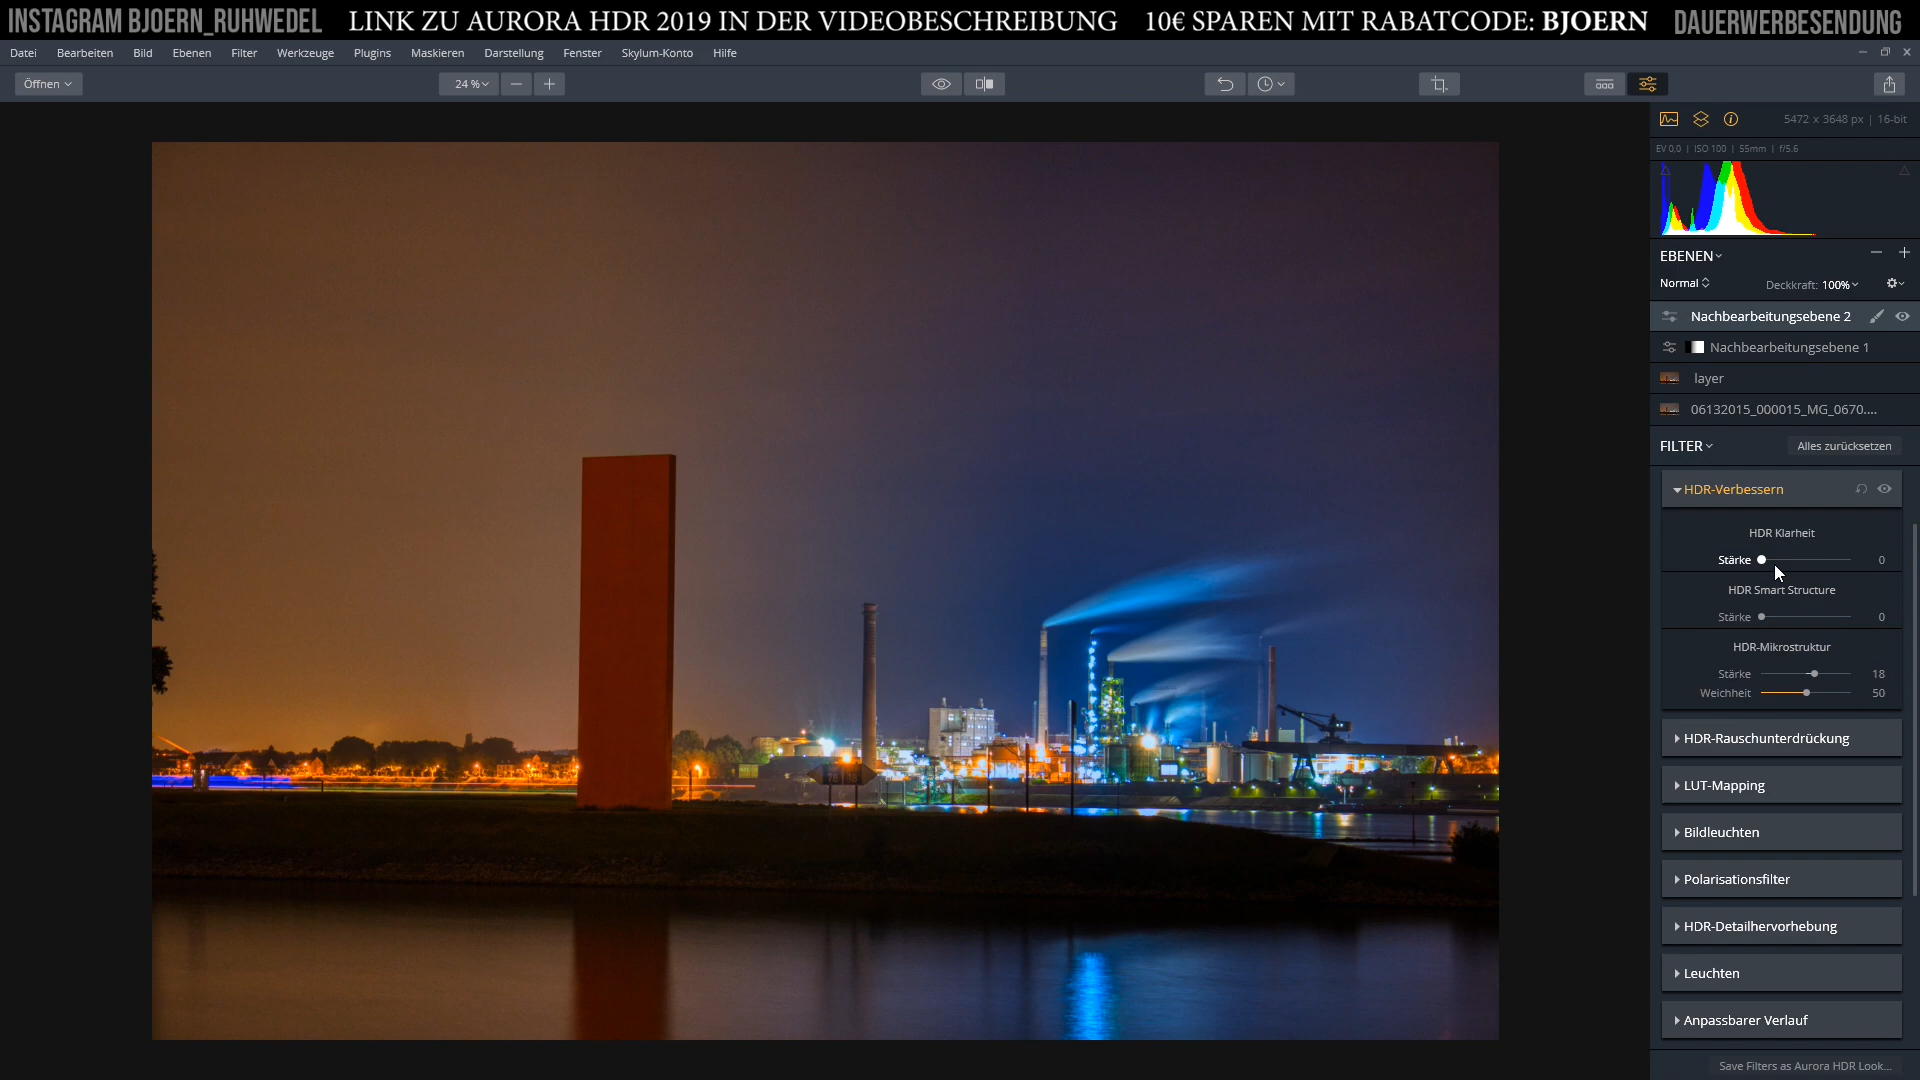 INSTAGRAM BJOERN_RUHWEDEL LINK ZU AURORA HDR 2019 IN DER VIDEOBESCHREIBUNG 10€ SPAREN MIT RABATCODE: BJOERN DAUERWERBESENDUNG
Datei Bearbeiten Bild Ebenen Filter Werkzeuge Plugins Maskieren Darstellung Fenster Skylum-Konto Hilfe
Öffnen 24 %
5472 x 3648 px | 16-bit
EV 0,0 | ISO 100 | 55mm | f/5.6
EBENEN
Normal Deckkraft: 100%
Nachbearbeitungsebene 2
Nachbearbeitungsebene 1
layer
06132015_000015_MG_0670....
FILTER Alles zurücksetzen
HDR-Verbessern
HDR Klarheit
Stärke 0
HDR Smart Structure
Stärke 0
HDR-Mikrostruktur
Stärke 18
Weichheit 50
HDR-Rauschunterdrückung
LUT-Mapping
Bildleuchten
Polarisationsfilter
HDR-Detailhervorhebung
Leuchten
Anpassbarer Verlauf
Save Filters as Aurora HDR Look...